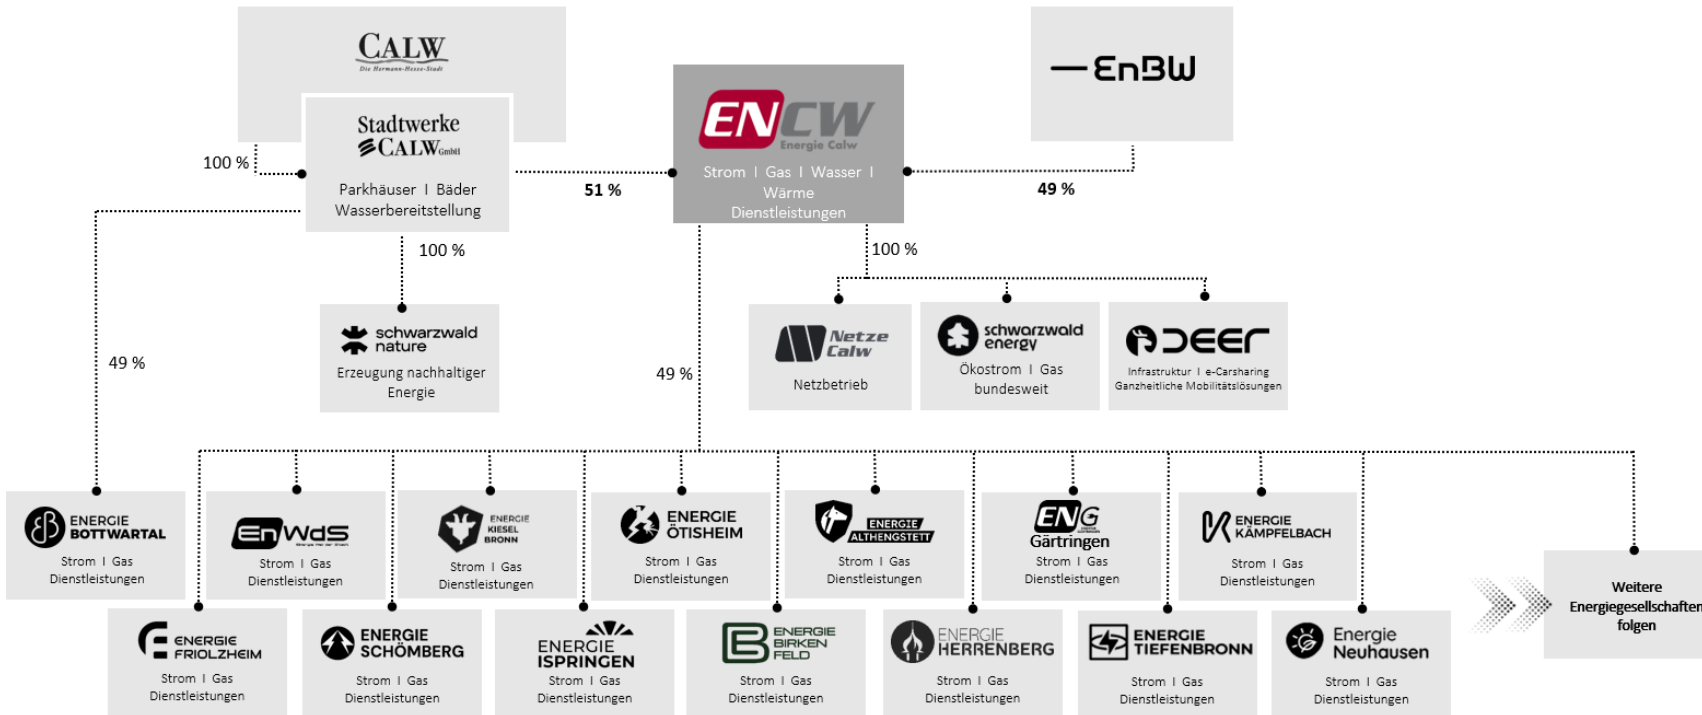 CALW
Die Hermann-Hesse-Stadt
Stadtwerke
CALW GmbH
Parkhäuser I Bäder
Wasserbereitstellung
100 %
51 %
ENCW
Energie Calw
Strom I Gas I Wasser I
Wärme
Dienstleistungen
EnBW
49 %
100 %
100 %
49 %
49 %
schwarzwald
nature
Erzeugung nachhaltiger
Energie
Netze
Calw
Netzbetrieb
schwarzwald
energy
Ökostrom I Gas
bundesweit
DEER
Infrastruktur I e-Carsharing
Ganzheitliche Mobilitätslösungen
ENERGIE
BOTTWARTAL
Strom I Gas
Dienstleistungen
EnWdS
Strom I Gas
Dienstleistungen
ENERGIE
KIESEL
BRONN
Strom I Gas
Dienstleistungen
ENERGIE
ÖTISHEIM
Strom I Gas
Dienstleistungen
ENERGIE
ALTHENGSTETT
Strom I Gas
Dienstleistungen
ENG
Gärtringen
Strom I Gas
Dienstleistungen
ENERGIE
KÄMPFELBACH
Strom I Gas
Dienstleistungen
Weitere
Energiegesellschaften
folgen
ENERGIE
FRIOLZHEIM
Strom I Gas
Dienstleistungen
ENERGIE
SCHÖMBERG
Strom I Gas
Dienstleistungen
ENERGIE
ISPRINGEN
Strom I Gas
Dienstleistungen
ENERGIE
BIRKEN
FELD
Strom I Gas
Dienstleistungen
ENERGIE
HERRENBERG
Strom I Gas
Dienstleistungen
ENERGIE
TIEFENBRONN
Strom I Gas
Dienstleistungen
Energie
Neuhausen
Strom I Gas
Dienstleistungen